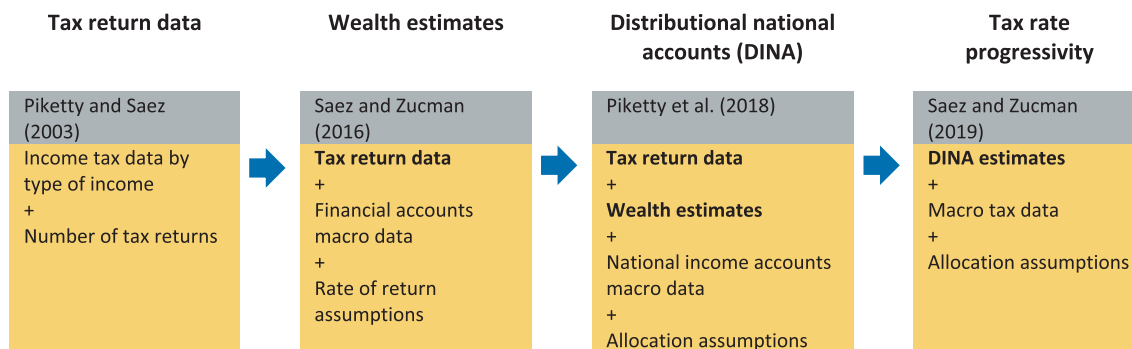 Tax return data
Wealth estimates
Distributional national
accounts (DINA)
Tax rate
progressivity
Piketty and Saez
(2003)
Income tax data by
type of income
+
Number of tax returns
Saez and Zucman
(2016)
Tax return data
+
Financial accounts
macro data
+
Rate of return
assumptions
Piketty et al. (2018)
Tax return data
+
Wealth estimates
+
National income accounts
macro data
+
Allocation assumptions
Saez and Zucman
(2019)
DINA estimates
+
Macro tax data
+
Allocation assumptions